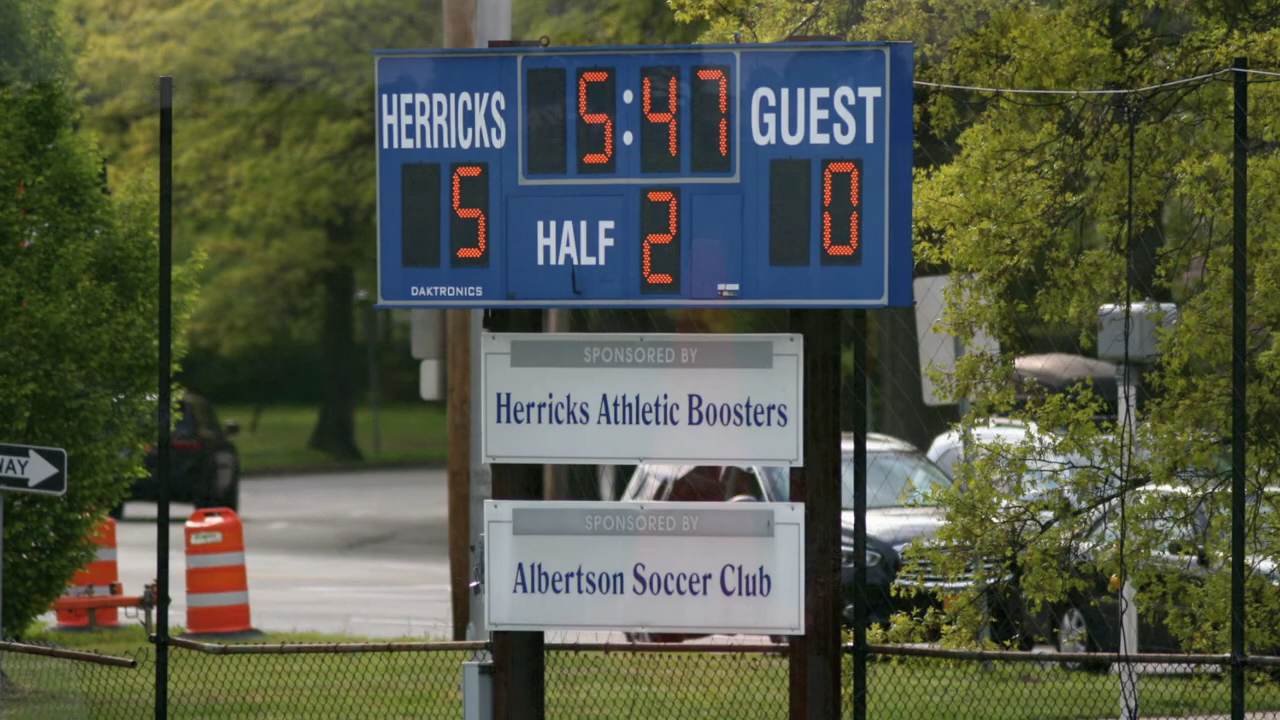 HERRICKS
5:47
GUEST
5
HALF
2
0
DAKTRONICS
SPONSORED BY
Herricks Athletic Boosters
SPONSORED BY
Albertson Soccer Club
WAY